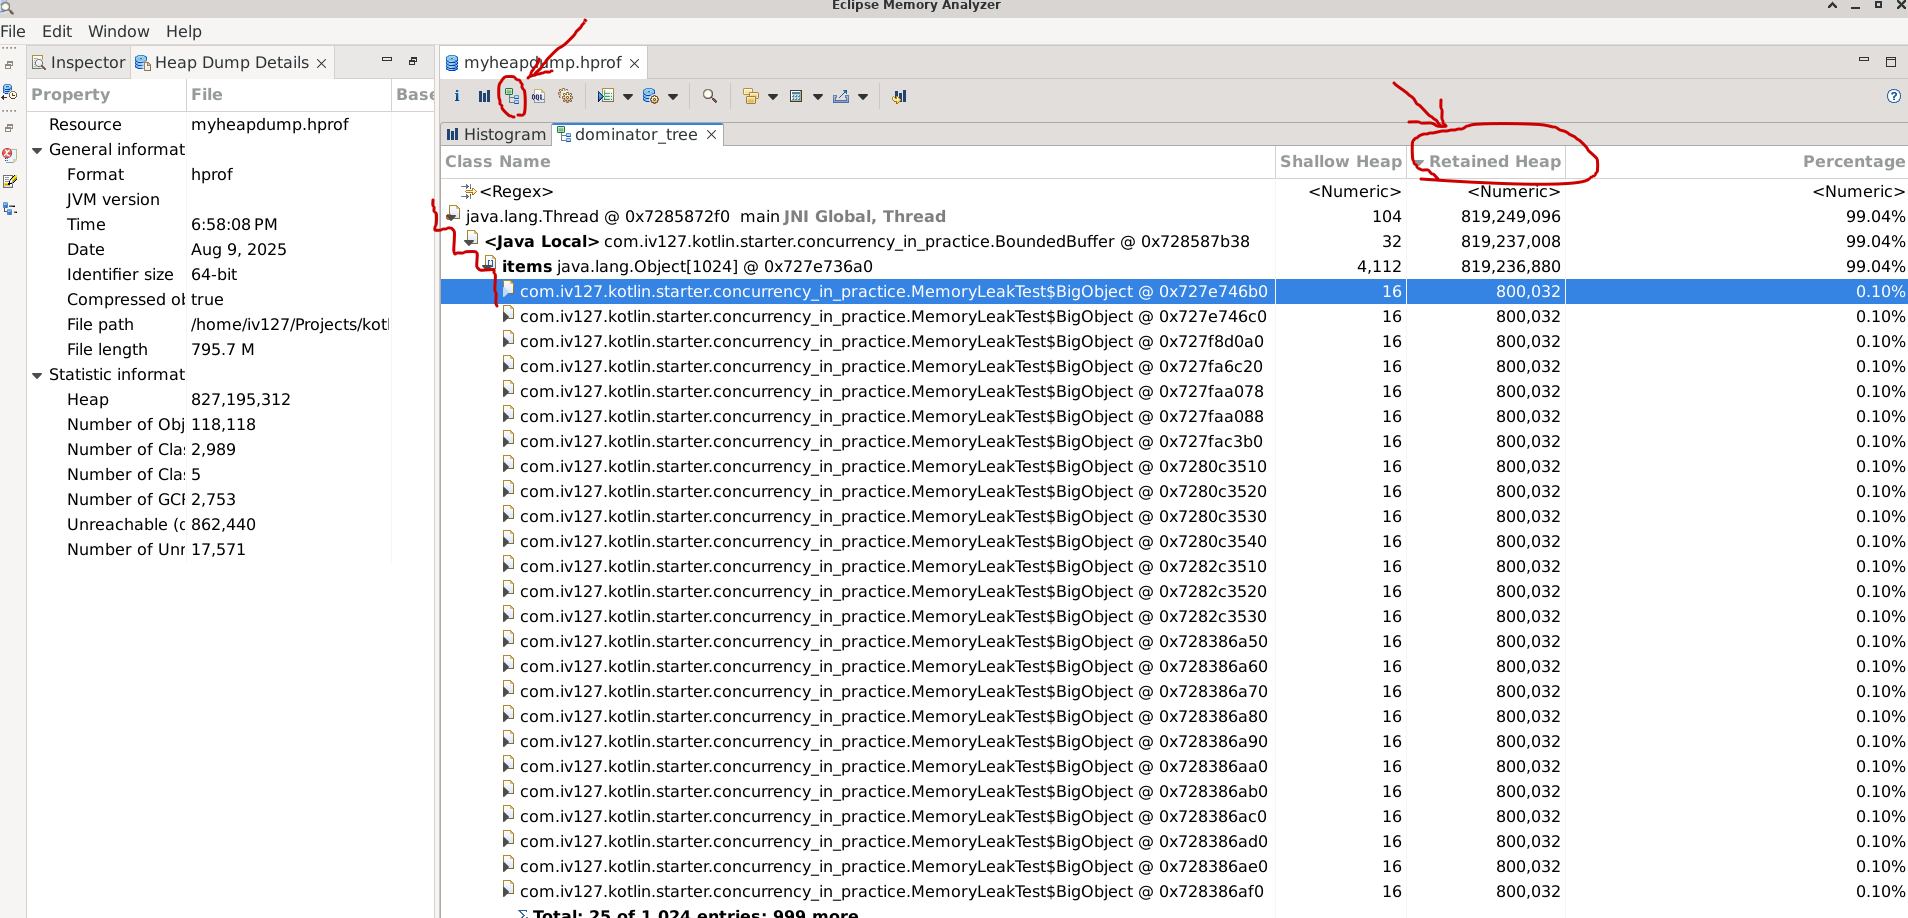 Eclipse Memory Analyzer
File Edit Window Help
Inspector Heap Dump Details
Property File Base
Resource myheapdump.hprof
General informat
Format hprof
JVM version
Time 6:58:08 PM
Date Aug 9, 2025
Identifier size 64-bit
Compressed ob true
File path /home/iv127/Projects/kotl
File length 795.7 M
Statistic informat
Heap 827,195,312
Number of Obj 118,118
Number of Clas 2,989
Number of Clas 5
Number of GCR 2,753
Unreachable (o 862,440
Number of Unr 17,571
myheapdump.hprof
i OQL
Histogram dominator_tree
Class Name Shallow Heap Retained Heap Percentage
<Regex> <Numeric> <Numeric> <Numeric>
java.lang.Thread @ 0x7285872f0 main JNI Global, Thread 104 819,249,096 99.04%
<Java Local> com.iv127.kotlin.starter.concurrency_in_practice.BoundedBuffer @ 0x728587b38 32 819,237,008 99.04%
items java.lang.Object[1024] @ 0x727e736a0 4,112 819,236,880 99.04%
com.iv127.kotlin.starter.concurrency_in_practice.MemoryLeakTest$BigObject @ 0x727e746b0 16 800,032 0.10%
com.iv127.kotlin.starter.concurrency_in_practice.MemoryLeakTest$BigObject @ 0x727e746c0 16 800,032 0.10%
com.iv127.kotlin.starter.concurrency_in_practice.MemoryLeakTest$BigObject @ 0x727f8d0a0 16 800,032 0.10%
com.iv127.kotlin.starter.concurrency_in_practice.MemoryLeakTest$BigObject @ 0x727fa6c20 16 800,032 0.10%
com.iv127.kotlin.starter.concurrency_in_practice.MemoryLeakTest$BigObject @ 0x727faa078 16 800,032 0.10%
com.iv127.kotlin.starter.concurrency_in_practice.MemoryLeakTest$BigObject @ 0x727faa088 16 800,032 0.10%
com.iv127.kotlin.starter.concurrency_in_practice.MemoryLeakTest$BigObject @ 0x727fac3b0 16 800,032 0.10%
com.iv127.kotlin.starter.concurrency_in_practice.MemoryLeakTest$BigObject @ 0x7280c3510 16 800,032 0.10%
com.iv127.kotlin.starter.concurrency_in_practice.MemoryLeakTest$BigObject @ 0x7280c3520 16 800,032 0.10%
com.iv127.kotlin.starter.concurrency_in_practice.MemoryLeakTest$BigObject @ 0x7280c3530 16 800,032 0.10%
com.iv127.kotlin.starter.concurrency_in_practice.MemoryLeakTest$BigObject @ 0x7280c3540 16 800,032 0.10%
com.iv127.kotlin.starter.concurrency_in_practice.MemoryLeakTest$BigObject @ 0x7282c3510 16 800,032 0.10%
com.iv127.kotlin.starter.concurrency_in_practice.MemoryLeakTest$BigObject @ 0x7282c3520 16 800,032 0.10%
com.iv127.kotlin.starter.concurrency_in_practice.MemoryLeakTest$BigObject @ 0x7282c3530 16 800,032 0.10%
com.iv127.kotlin.starter.concurrency_in_practice.MemoryLeakTest$BigObject @ 0x728386a50 16 800,032 0.10%
com.iv127.kotlin.starter.concurrency_in_practice.MemoryLeakTest$BigObject @ 0x728386a60 16 800,032 0.10%
com.iv127.kotlin.starter.concurrency_in_practice.MemoryLeakTest$BigObject @ 0x728386a70 16 800,032 0.10%
com.iv127.kotlin.starter.concurrency_in_practice.MemoryLeakTest$BigObject @ 0x728386a80 16 800,032 0.10%
com.iv127.kotlin.starter.concurrency_in_practice.MemoryLeakTest$BigObject @ 0x728386a90 16 800,032 0.10%
com.iv127.kotlin.starter.concurrency_in_practice.MemoryLeakTest$BigObject @ 0x728386aa0 16 800,032 0.10%
com.iv127.kotlin.starter.concurrency_in_practice.MemoryLeakTest$BigObject @ 0x728386ab0 16 800,032 0.10%
com.iv127.kotlin.starter.concurrency_in_practice.MemoryLeakTest$BigObject @ 0x728386ac0 16 800,032 0.10%
com.iv127.kotlin.starter.concurrency_in_practice.MemoryLeakTest$BigObject @ 0x728386ad0 16 800,032 0.10%
com.iv127.kotlin.starter.concurrency_in_practice.MemoryLeakTest$BigObject @ 0x728386ae0 16 800,032 0.10%
com.iv127.kotlin.starter.concurrency_in_practice.MemoryLeakTest$BigObject @ 0x728386af0 16 800,032 0.10%
Σ Total: 25 of 1,024 entries; 999 more